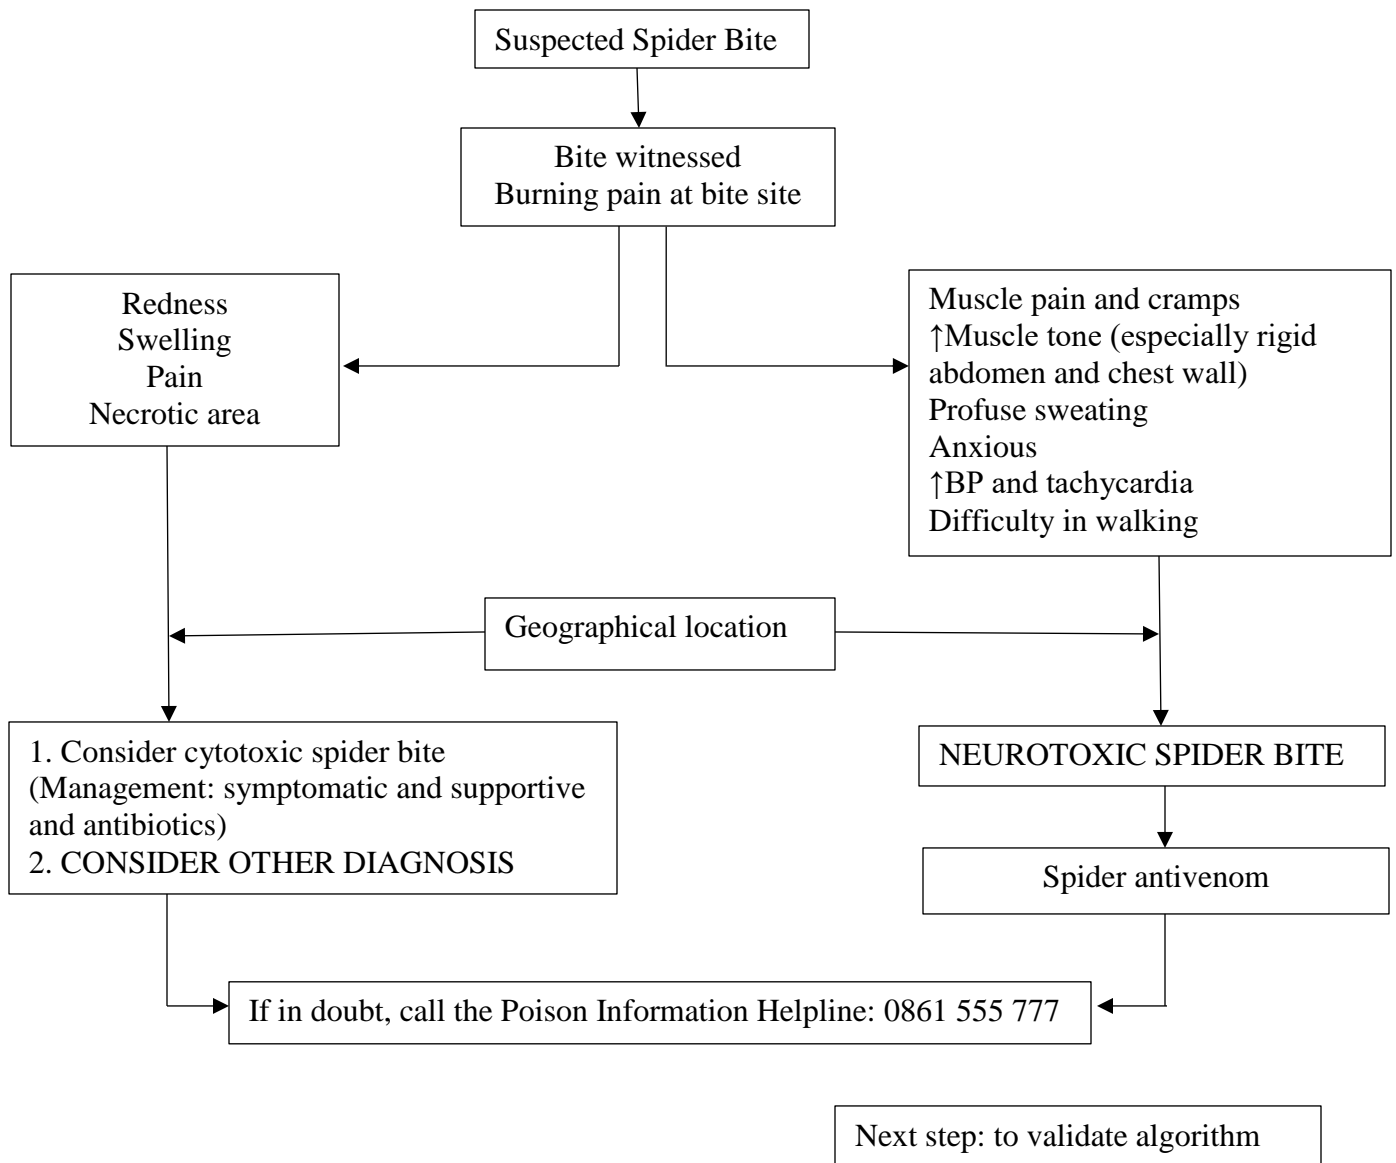 Suspected Spider Bite
Bite witnessed
Burning pain at bite site
Redness
Swelling
Pain
Necrotic area
Muscle pain and cramps
↑Muscle tone (especially rigid
abdomen and chest wall)
Profuse sweating
Anxious
↑BP and tachycardia
Difficulty in walking
Geographical location
1. Consider cytotoxic spider bite
(Management: symptomatic and supportive
and antibiotics)
2. CONSIDER OTHER DIAGNOSIS
NEUROTOXIC SPIDER BITE
Spider antivenom
If in doubt, call the Poison Information Helpline: 0861 555 777
Next step: to validate algorithm